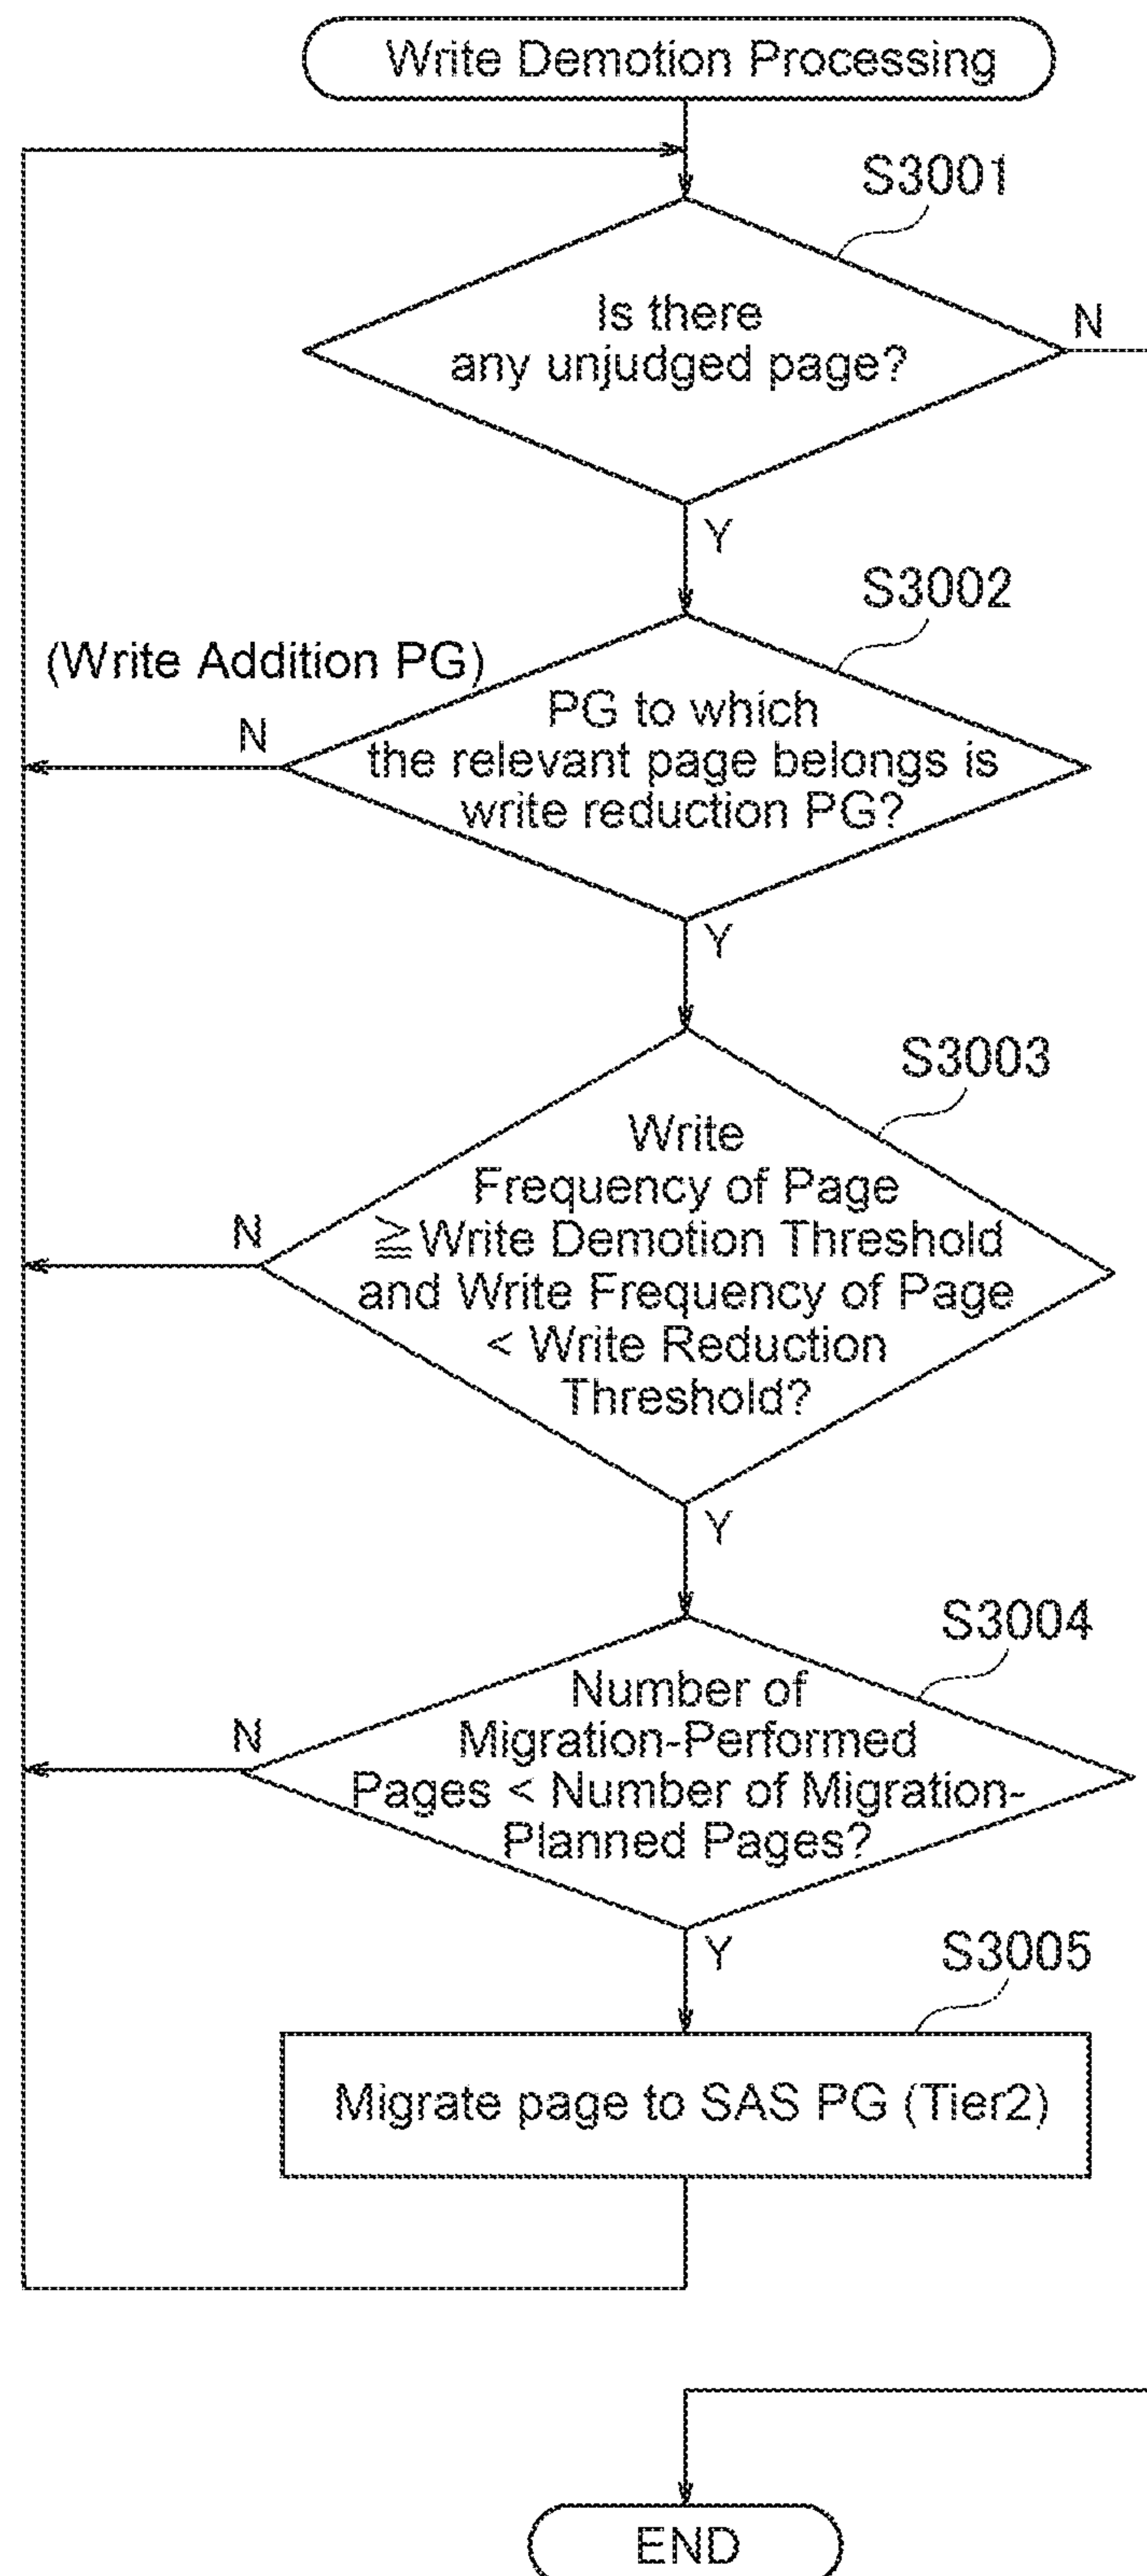 Write Demotion Processing
S3001
Is there
any unjudged page?
N
Y
S3002
(Write Addition PG)
N
PG to which
the relevant page belongs is
write reduction PG?
Y
S3003
Write
Frequency of Page
≧Write Demotion Threshold
and Write Frequency of Page
< Write Reduction
Threshold?
N
Y
S3004
Number of
Migration-Performed
Pages < Number of Migration-
Planned Pages?
N
Y
S3005
Migrate page to SAS PG (Tier2)
END